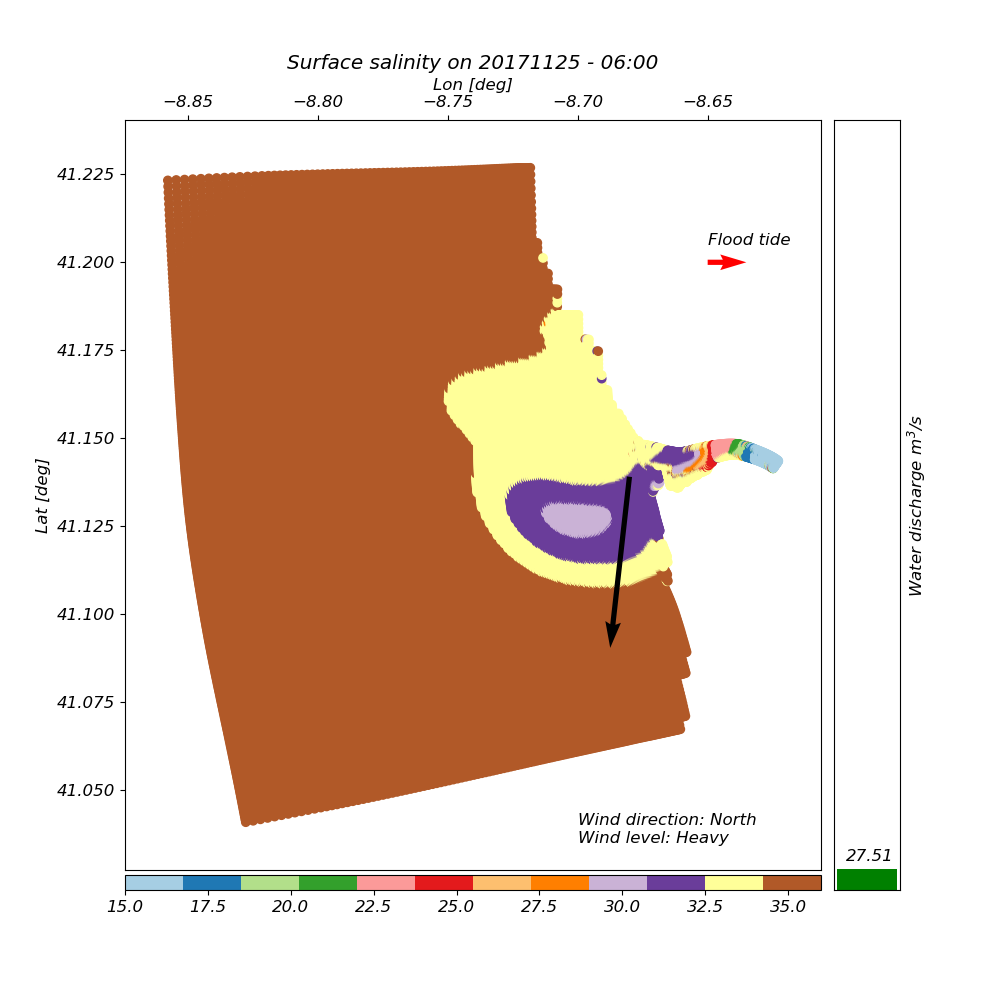 Surface salinity on 20171125 - 06:00
Lon [deg]
−8.85 −8.80 −8.75 −8.70 −8.65
41.225
41.200
41.175
41.150
41.125
41.100
41.075
41.050
Lat [deg]
Flood tide
Wind direction: North
Wind level: Heavy
15.0 17.5 20.0 22.5 25.0 27.5 30.0 32.5 35.0
27.51
Water discharge m³/s